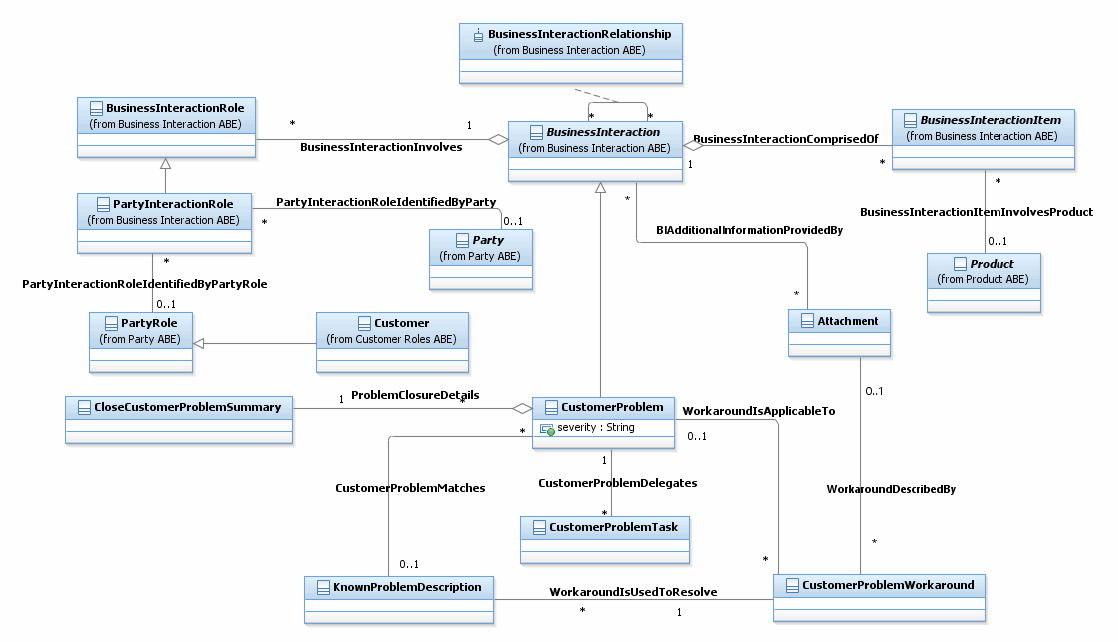 BusinessInteractionRelationship
(from Business Interaction ABE)
BusinessInteractionRole
(from Business Interaction ABE)
*
1
BusinessInteractionInvolves
*
*
BusinessInteraction
(from Business Interaction ABE)
BusinessInteractionComprisedOf
1
*
BusinessInteractionItem
(from Business Interaction ABE)
PartyInteractionRole
(from Business Interaction ABE)
*
PartyInteractionRoleIdentifiedByParty
0..1
Party
(from Party ABE)
*
BIAdditionalInformationProvidedBy
*
*
BusinessInteractionItemInvolvesProduct
0..1
Product
(from Product ABE)
*
PartyInteractionRoleIdentifiedByPartyRole
0..1
PartyRole
(from Party ABE)
Customer
(from Customer Roles ABE)
Attachment
CloseCustomerProblemSummary
1
ProblemClosureDetails
*
CustomerProblem
severity : String
WorkaroundIsApplicableTo
0..1
0..1
*
CustomerProblemMatches
1
CustomerProblemDelegates
*
CustomerProblemTask
WorkaroundDescribedBy
*
*
0..1
KnownProblemDescription
WorkaroundIsUsedToResolve
*
1
CustomerProblemWorkaround